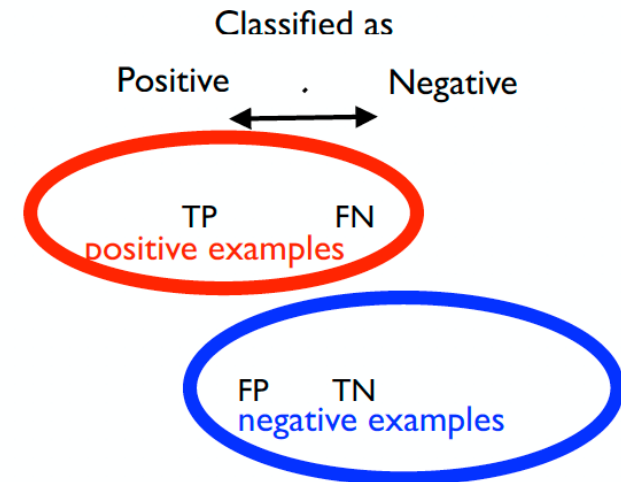 Classified as
Positive . Negative
TP FN
positive examples
FP TN
negative examples